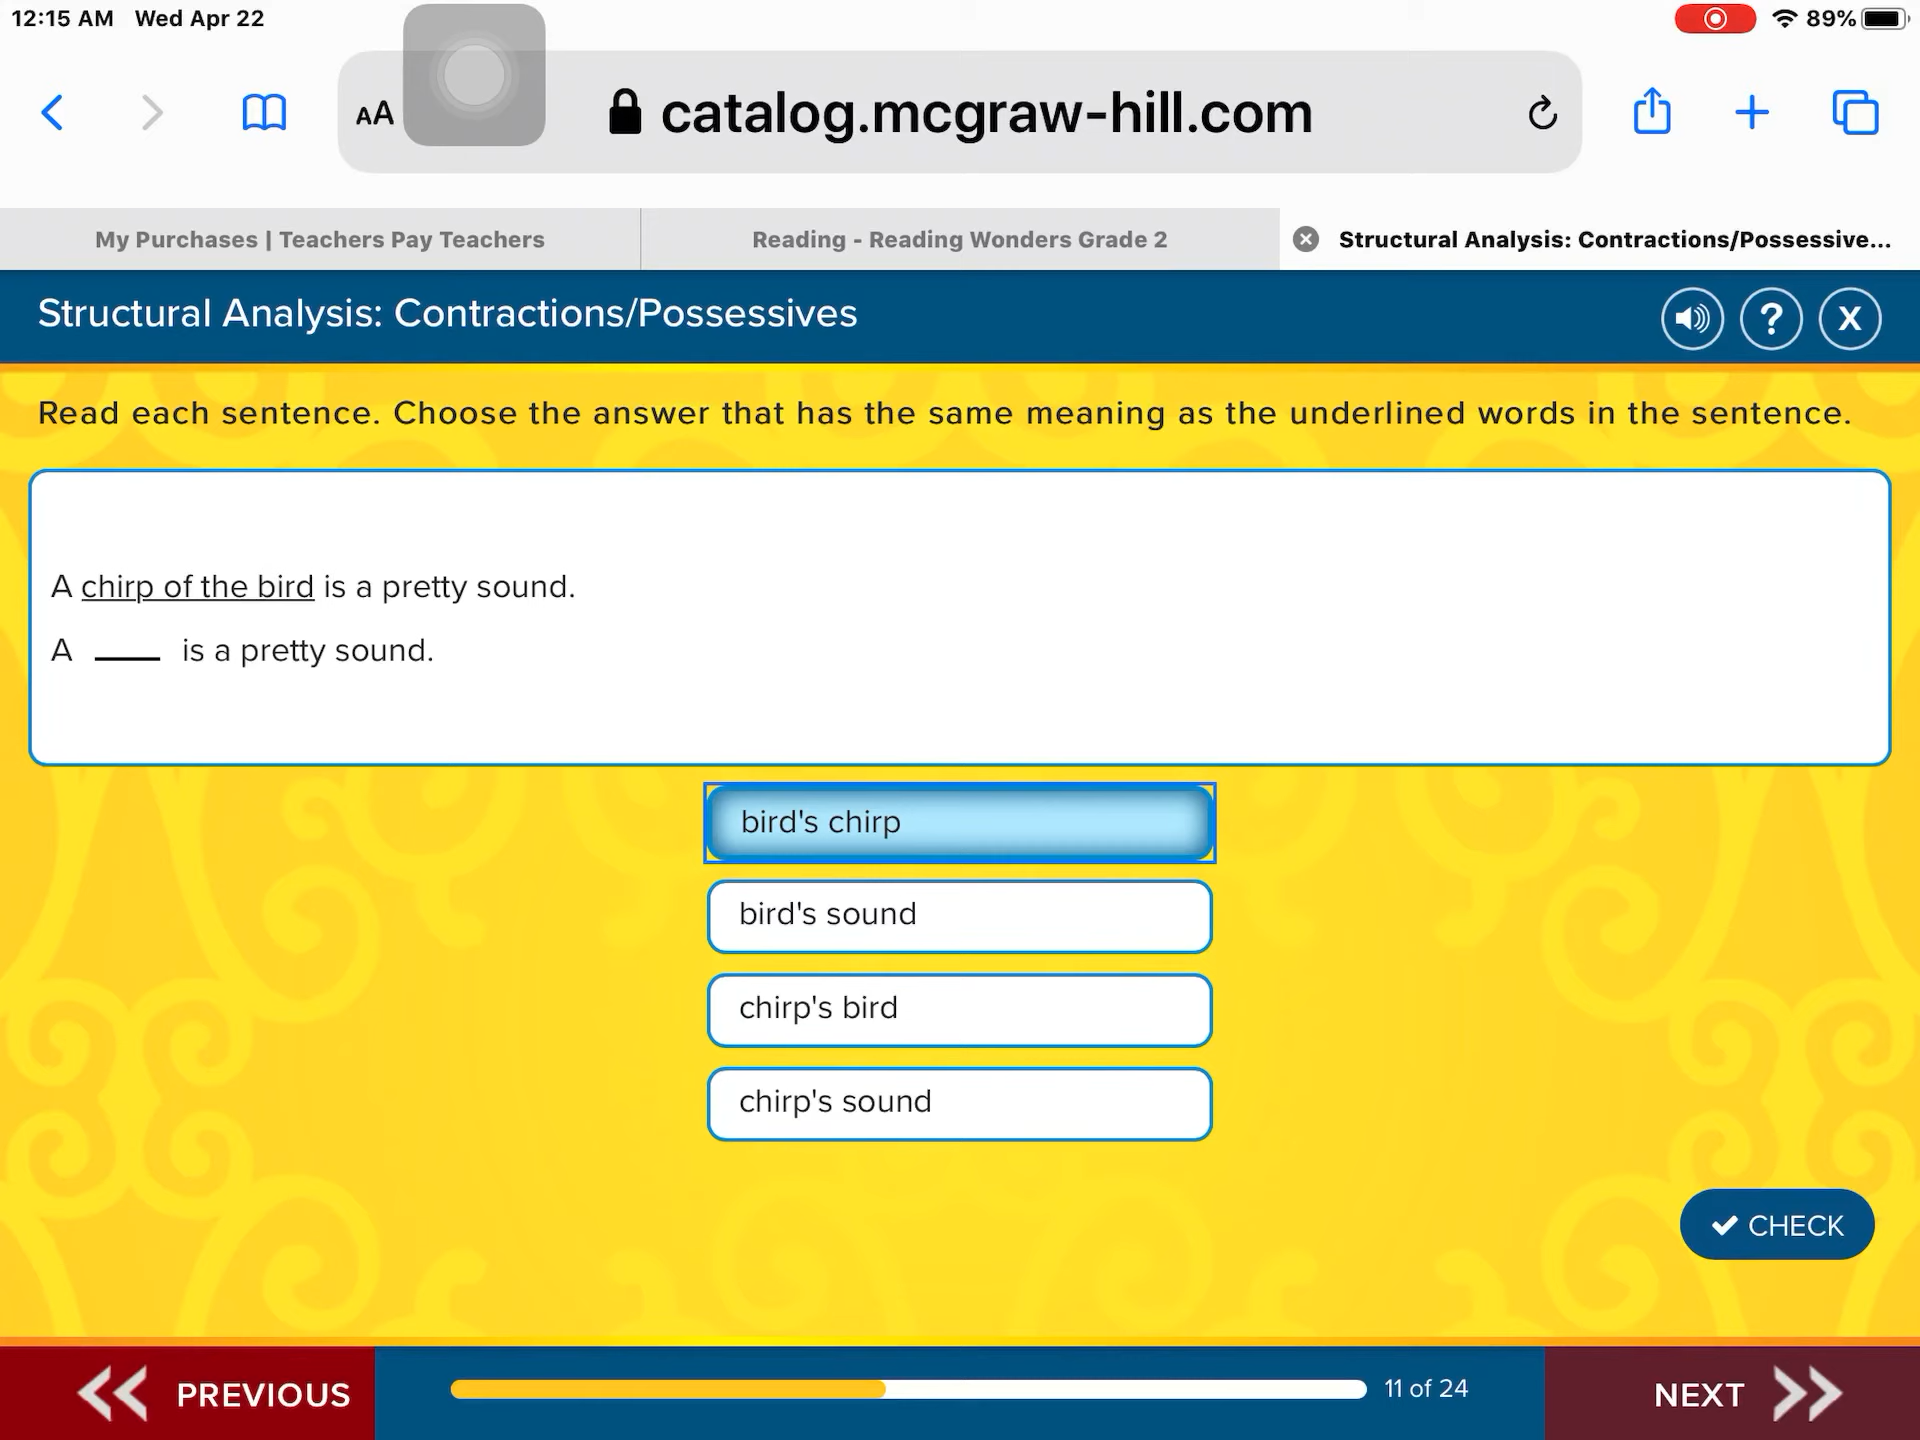 12:15 AM Wed Apr 22
89%
AA catalog.mcgraw-hill.com
My Purchases | Teachers Pay Teachers
Reading - Reading Wonders Grade 2
Structural Analysis: Contractions/Possessive...
Structural Analysis: Contractions/Possessives
? X
Read each sentence. Choose the answer that has the same meaning as the underlined words in the sentence.
A chirp of the bird is a pretty sound.
A ____ is a pretty sound.
bird's chirp
bird's sound
chirp's bird
chirp's sound
CHECK
PREVIOUS
11 of 24
NEXT